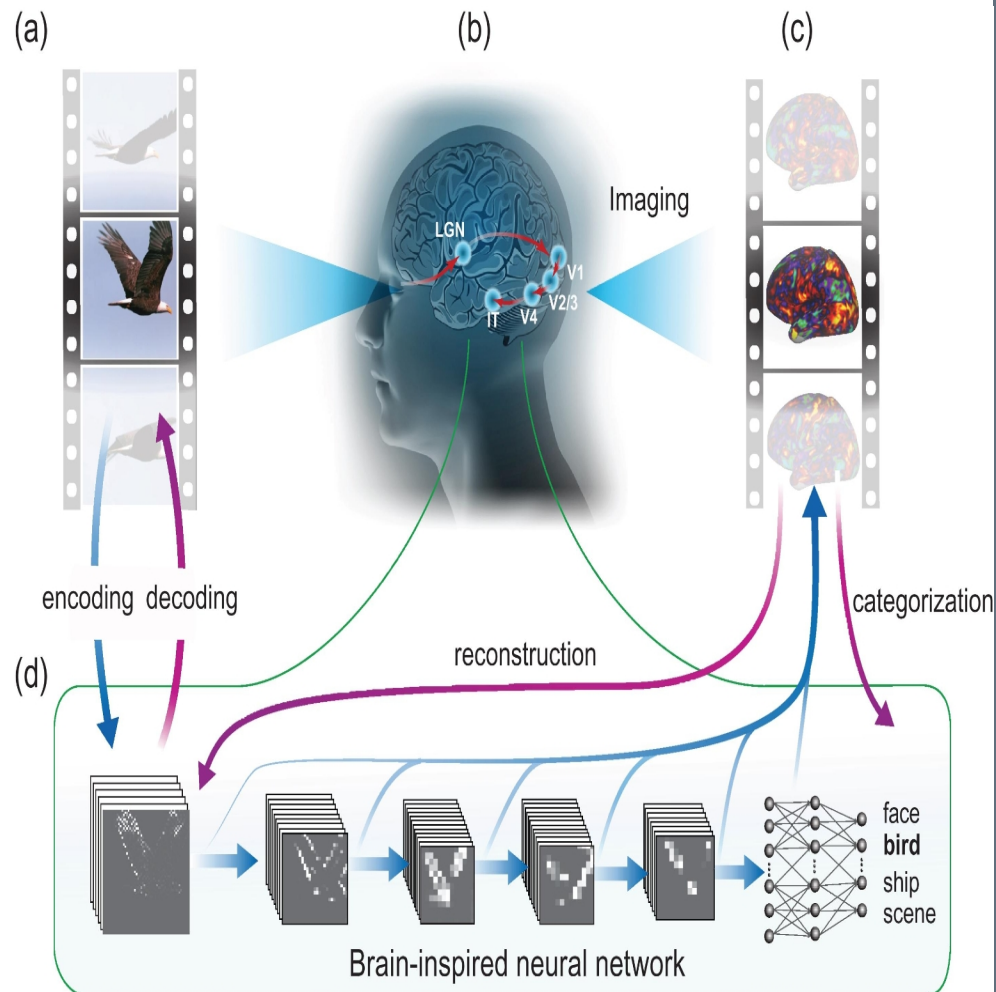 (a)
(b)
(c)
Imaging
LGN
V1
V2/3
V4
IT
encoding decoding
categorization
reconstruction
(d)
face
bird
ship
scene
Brain-inspired neural network